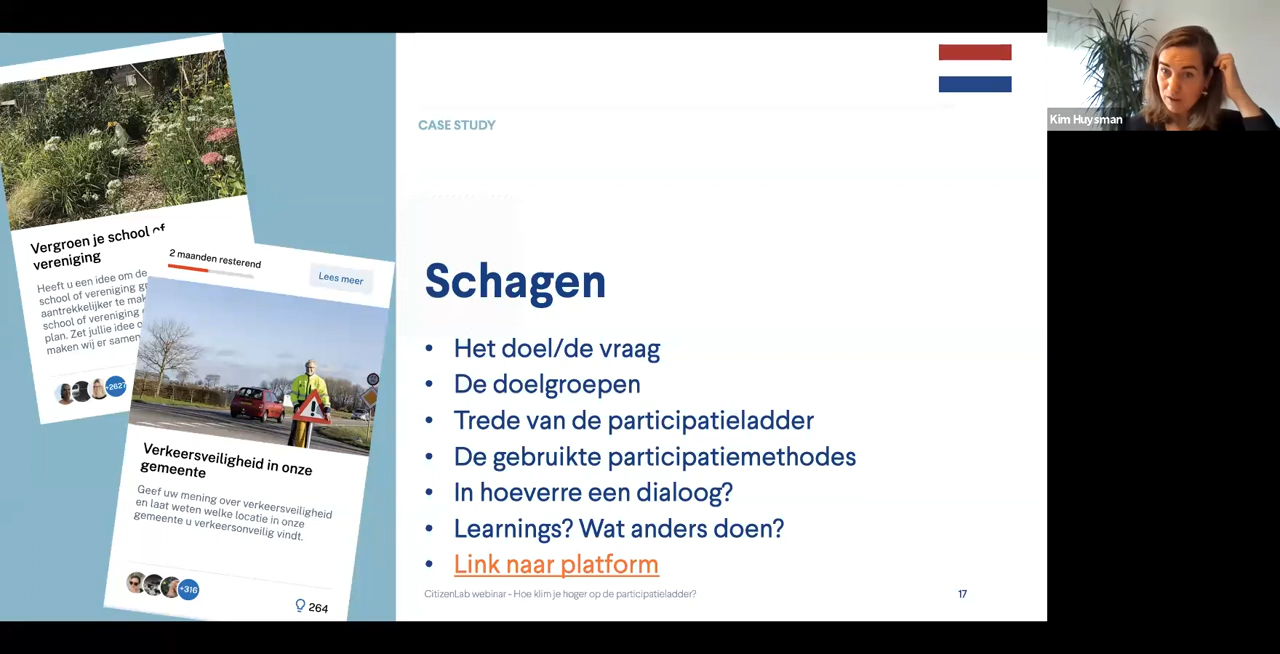 CASE STUDY
Schagen
• Het doel/de vraag
• De doelgroepen
• Trede van de participatieladder
• De gebruikte participatiemethodes
• In hoeverre een dialoog?
• Learnings? Wat anders doen?
• Link naar platform
CitizenLab webinar - Hoe klim je hoger op de participatieladder?
17
Vergroen je school of
vereniging
Heeft u een idee om de
school of vereniging
aantrekkelijker te
school of vereniging
plan. Zet jullie idee
maken wij er samen
+2627
2 maanden resterend
Lees meer
Verkeersveiligheid in onze
gemeente
Geef uw mening over verkeersveiligheid
en laat weten welke locatie in onze
gemeente u verkeersonveilig vindt.
+316
264
Kim Huysman